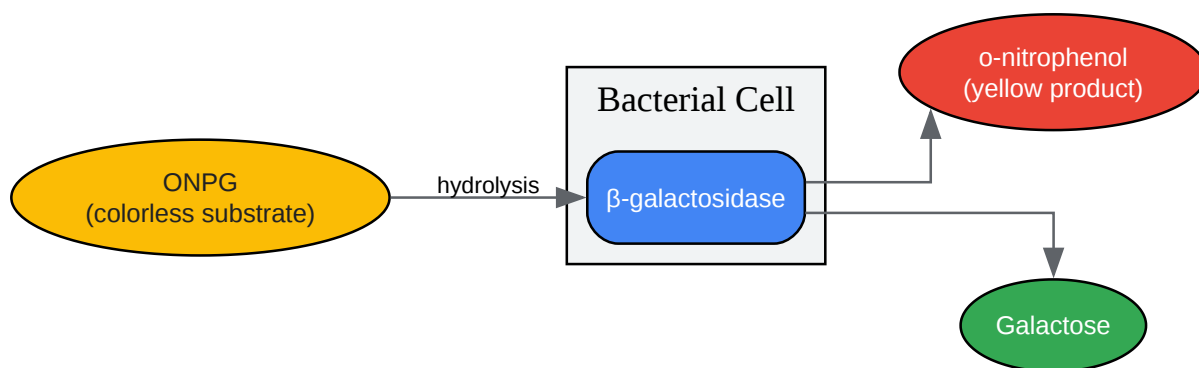 ONPG
(colorless substrate)
hydrolysis
Bacterial Cell
β-galactosidase
o-nitrophenol
(yellow product)
Galactose